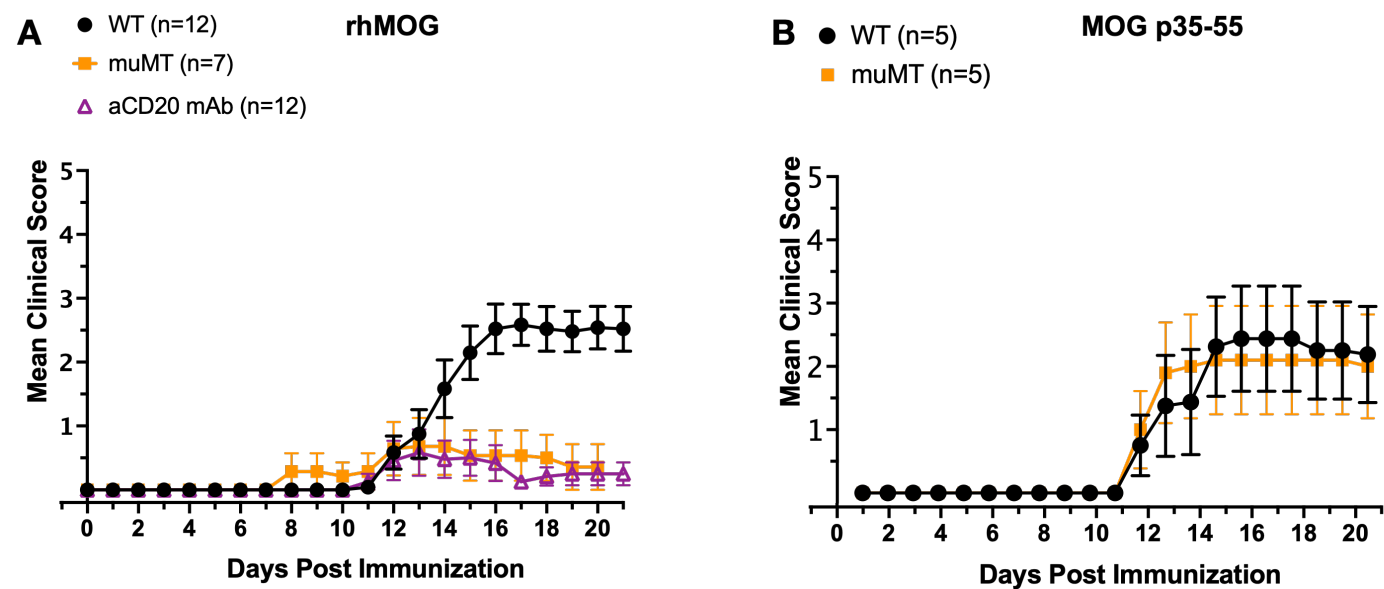 A
rhMOG
WT (n=12)
muMT (n=7)
aCD20 mAb (n=12)
Mean Clinical Score
5
4
3
2
1
0 2 4 6 8 10 12 14 16 18 20
Days Post Immunization
B
MOG p35-55
WT (n=5)
muMT (n=5)
Mean Clinical Score
5
4
3
2
1
0 2 4 6 8 10 12 14 16 18 20
Days Post Immunization